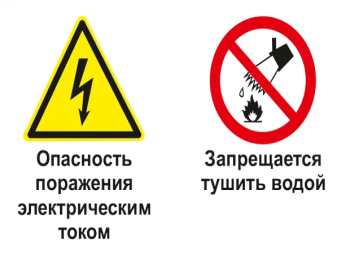 Опасность
поражения
электрическим
током
Запрещается
тушить водой